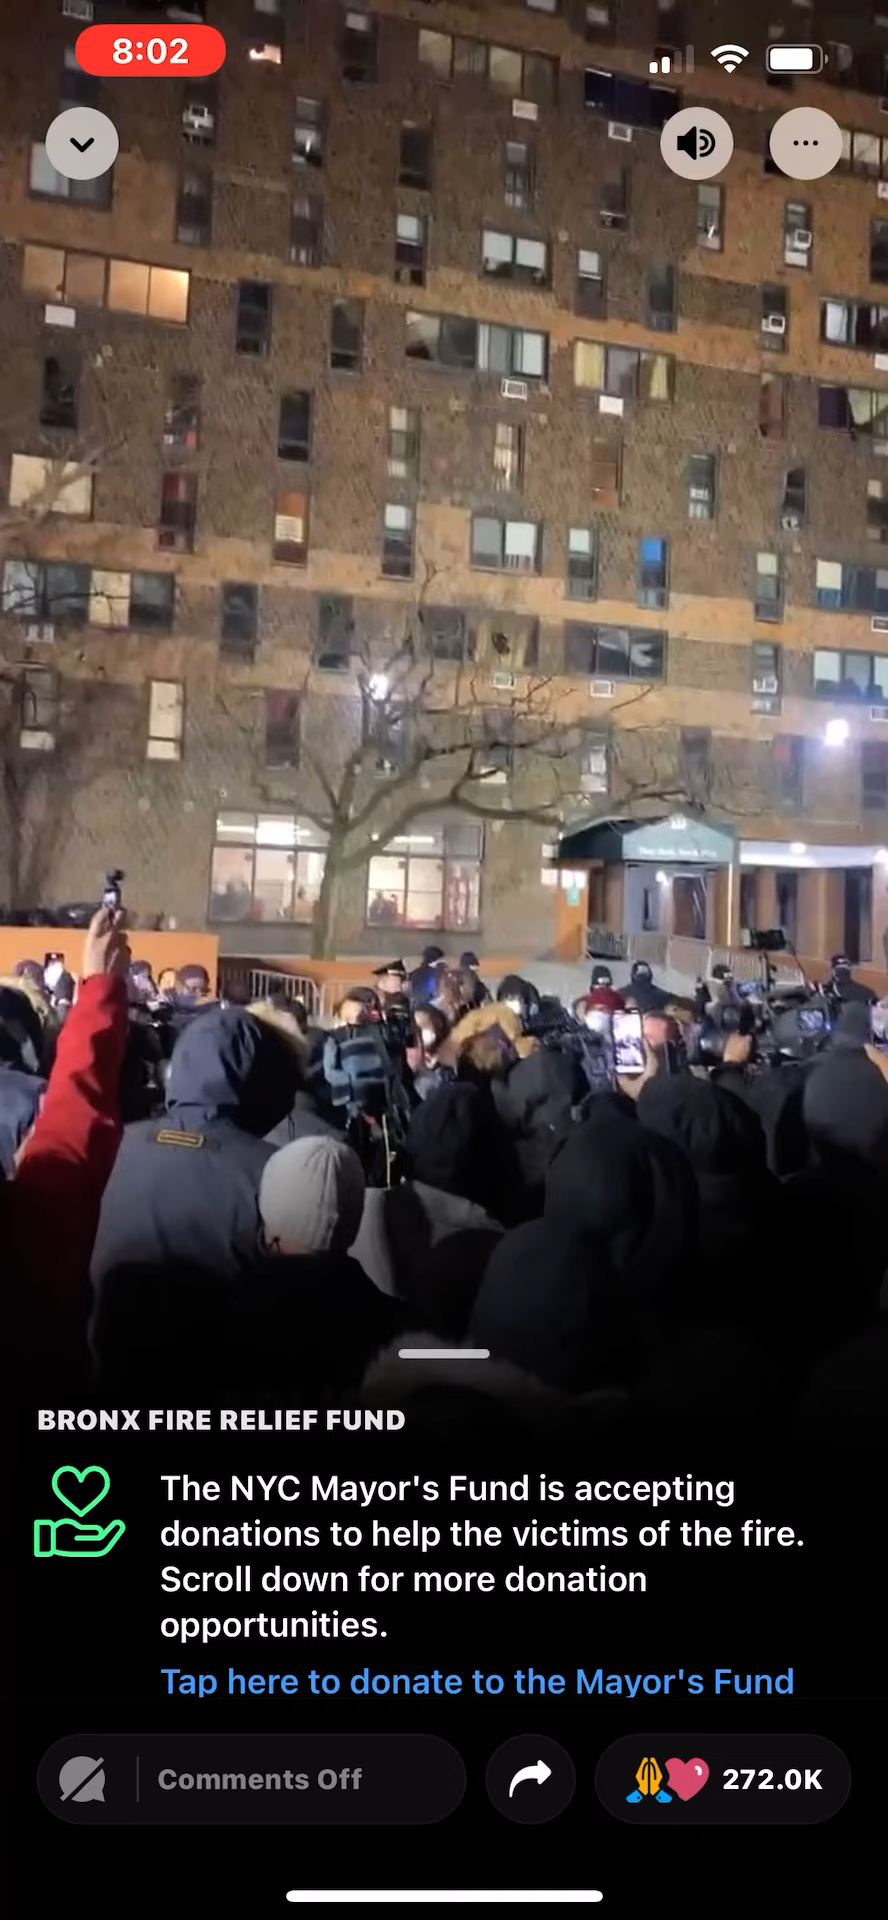 8:02
BRONX FIRE RELIEF FUND
The NYC Mayor's Fund is accepting
donations to help the victims of the fire.
Scroll down for more donation
opportunities.
Tap here to donate to the Mayor's Fund
Comments Off
272.0K